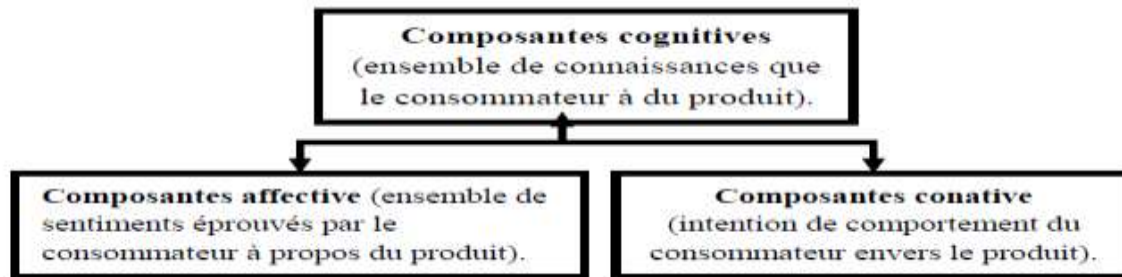 Composantes cognitives
(ensemble de connaissances que
le consommateur à du produit).
Composantes affective (ensemble de
sentiments éprouvés par le
consommateur à propos du produit).
Composantes conative
(intention de comportement du
consommateur envers le produit).